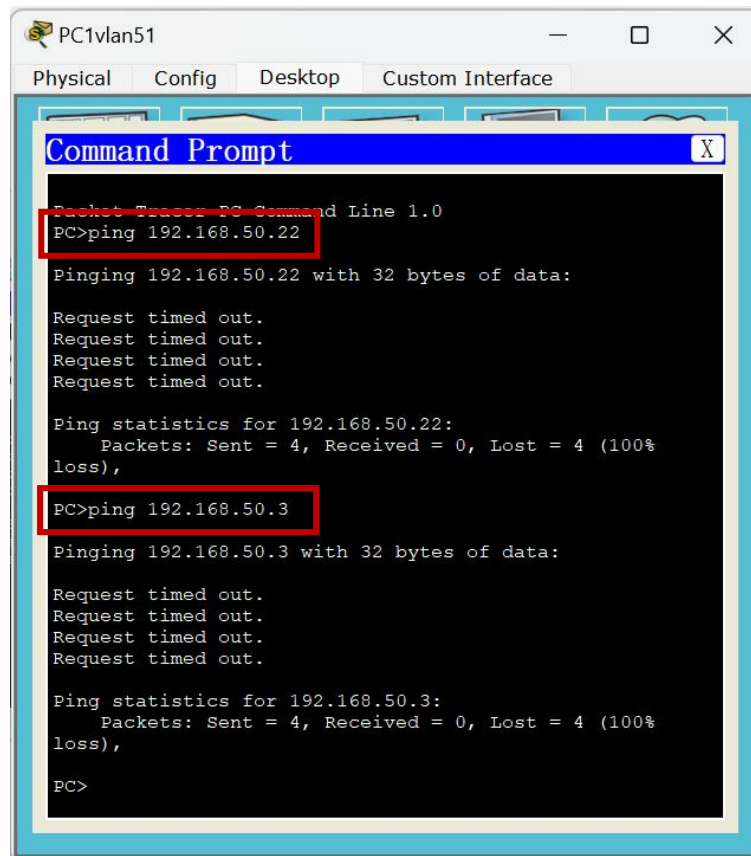 PC1vlan51
Physical Config Desktop Custom Interface
Command Prompt
X
Packet Tracer PC Command Line 1.0
PC>ping 192.168.50.22
Pinging 192.168.50.22 with 32 bytes of data:
Request timed out.
Request timed out.
Request timed out.
Request timed out.
Ping statistics for 192.168.50.22:
Packets: Sent = 4, Received = 0, Lost = 4 (100%
loss),
PC>ping 192.168.50.3
Pinging 192.168.50.3 with 32 bytes of data:
Request timed out.
Request timed out.
Request timed out.
Request timed out.
Ping statistics for 192.168.50.3:
Packets: Sent = 4, Received = 0, Lost = 4 (100%
loss),
PC>